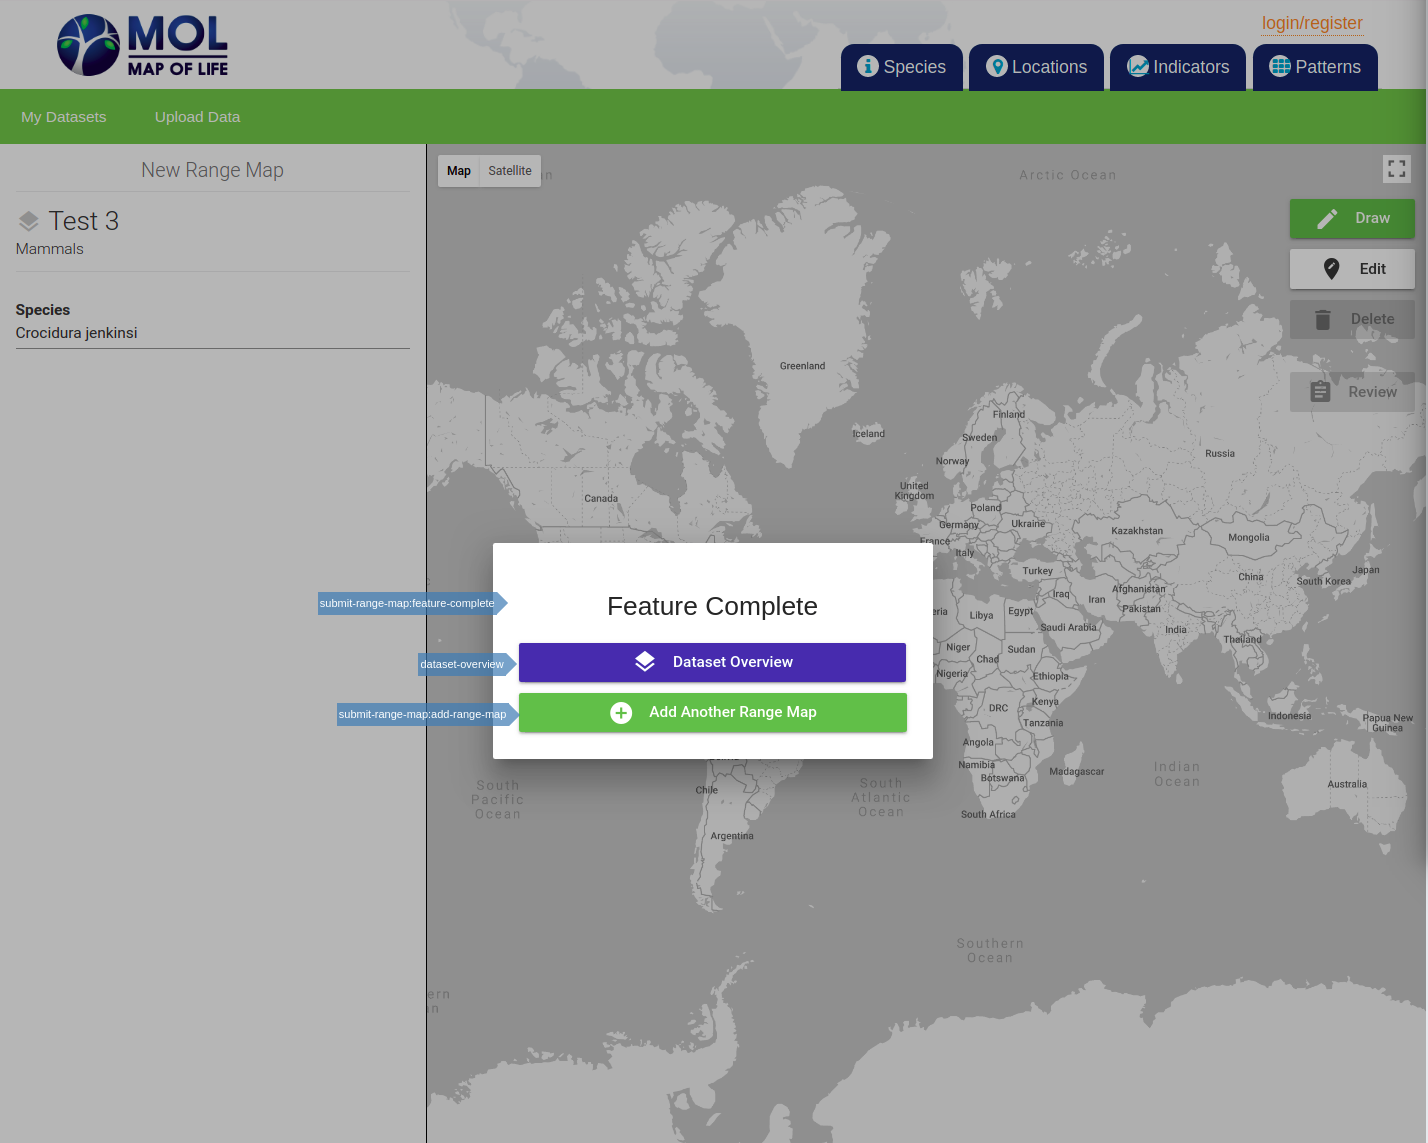 MOL
MAP OF LIFE
login/register
Species
Locations
Indicators
Patterns
My Datasets
Upload Data
New Range Map
Test 3
Mammals
Species
Crocidura jenkinsi
Map
Satellite
Arctic Ocean
Draw
Edit
Delete
Review
Greenland
Iceland
Finland
Sweden
Norway
Russia
United
Kingdom
Canada
Poland
Germany
Ukraine
Kazakhstan
Mongolia
France
Italy
Turkey
China
Japan
South Korea
Iraq
Iran
Afghanistan
Pakistan
Libya
Egypt
Saudi Arabia
India
Thailand
Niger
Chad
Sudan
Nigeria
Ethiopia
DRC
Kenya
Tanzania
Indonesia
Papua New
Guinea
Angola
Namibia
Botswana
Madagascar
South Africa
Indian
Ocean
Australia
submit-range-map:feature-complete
Feature Complete
dataset-overview
Dataset Overview
submit-range-map:add-range-map
Add Another Range Map
South
Pacific
Ocean
Chile
Argentina
South
Atlantic
Ocean
Southern
Ocean